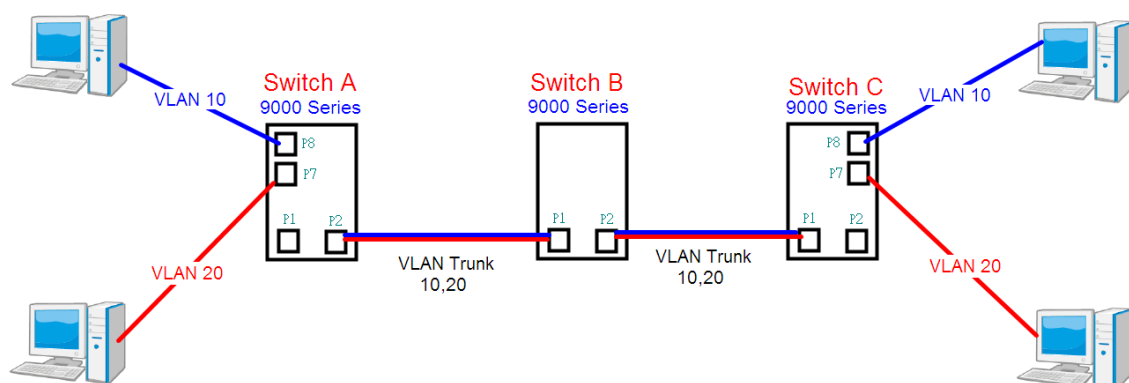 Switch A
9000 Series
Switch B
9000 Series
Switch C
9000 Series
VLAN 10
VLAN 10
P8
P7
P8
P7
P1
P2
P1
P2
P1
P2
VLAN 20
VLAN Trunk
10,20
VLAN Trunk
10,20
VLAN 20